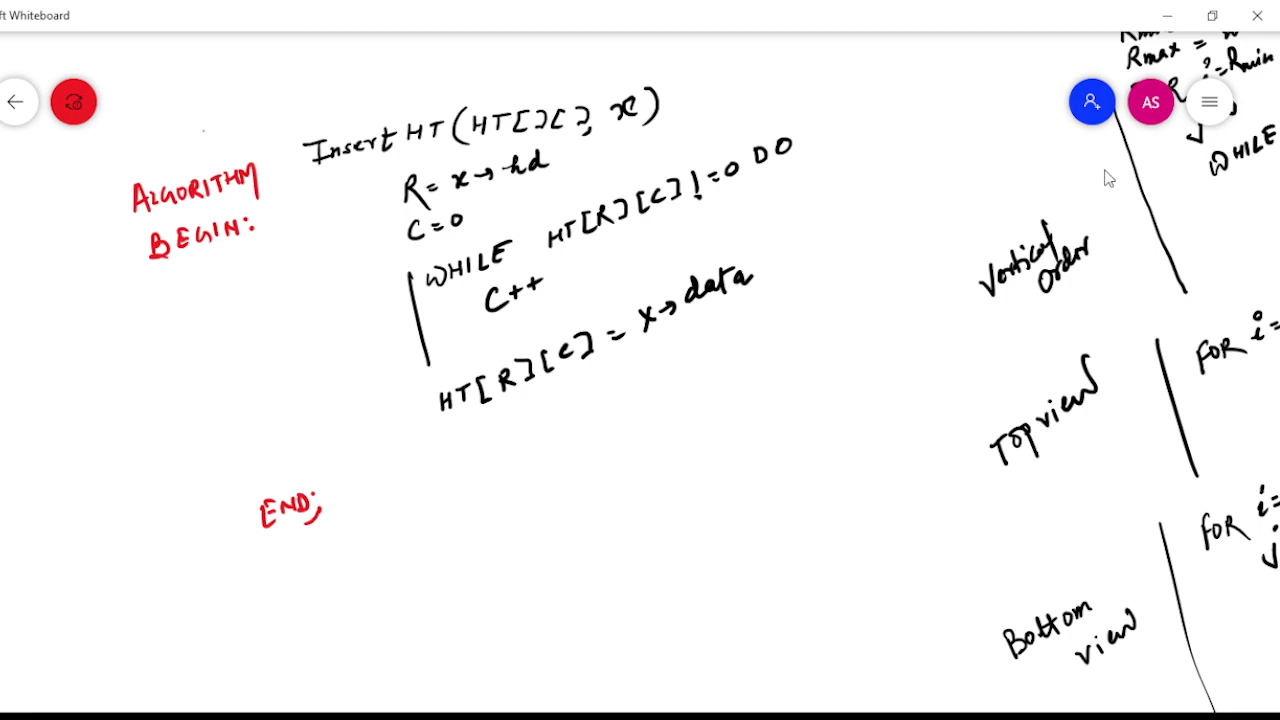 ft Whiteboard
AS
ALGORITHM
BEGIN:
Insert HT(HT[][], x)
R = x→hd
C=0
WHILE HT[R][C]!=0 DO
C++
HT[R][C] = x→data
END;
Rmax =
i=Rmin
WHILE
Vertical
Order
FOR i=
Top view
FOR i=
Bottom
view